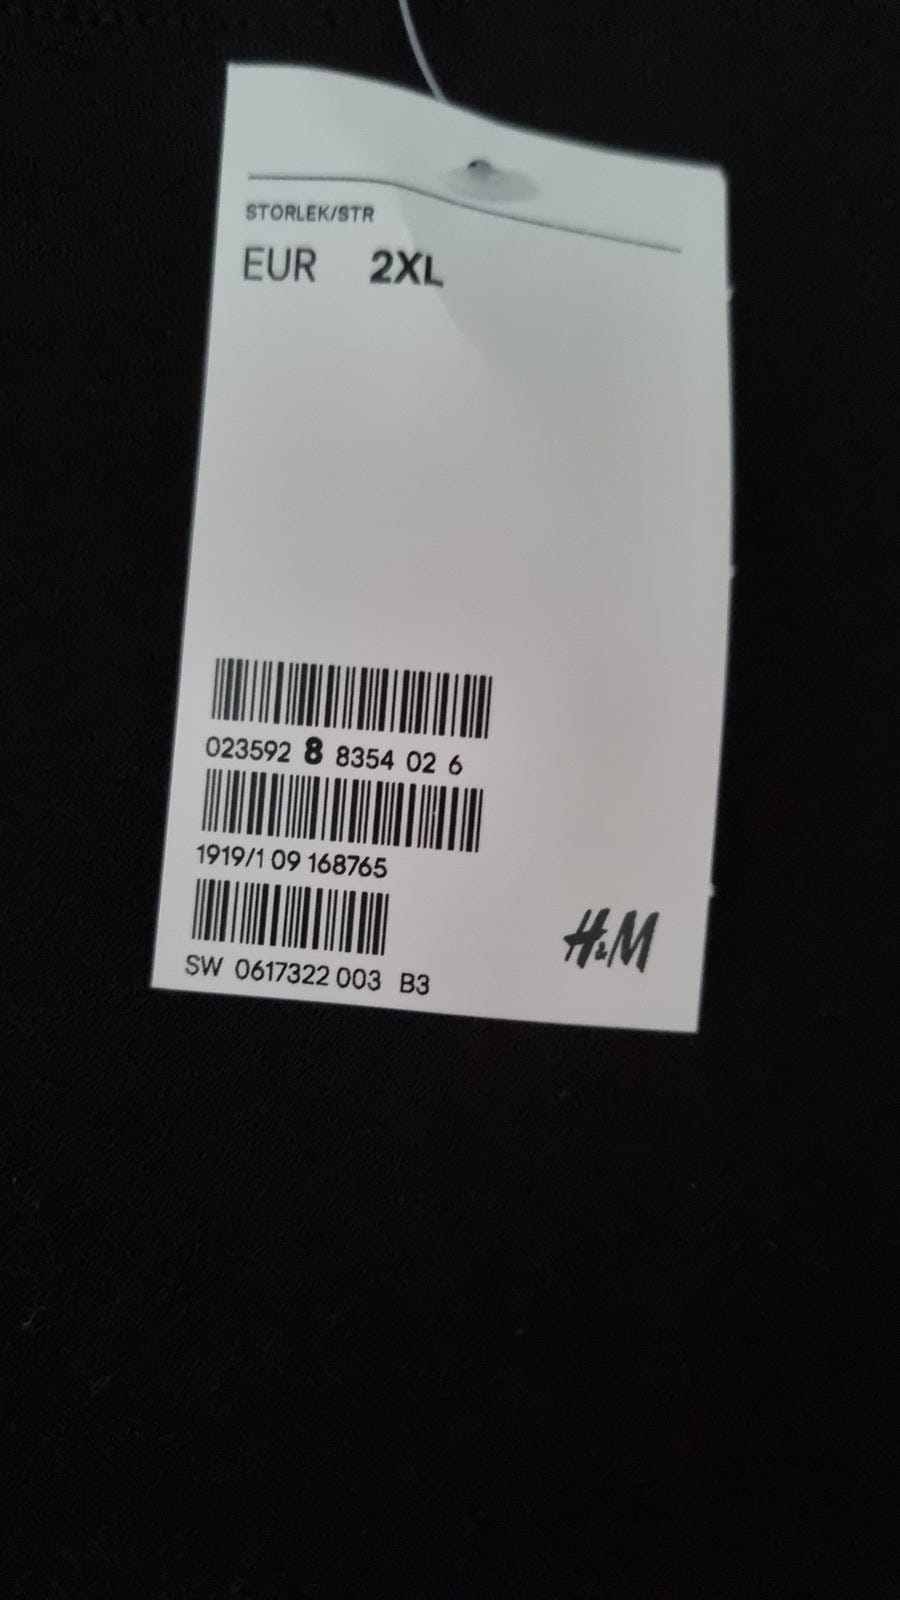 STORLEK/STR
EUR 2XL
023592 8 8354 02 6
1919/1 09 168765
SW 0617322 003 B3
H&M